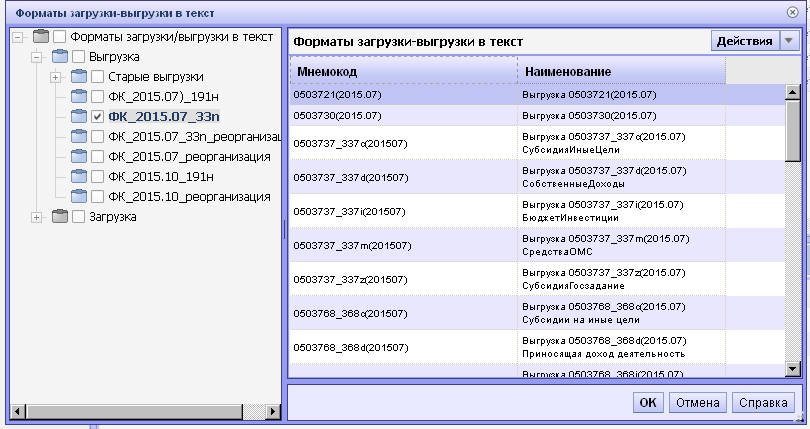 Форматы загрузки-выгрузки в текст
Форматы загрузки/выгрузки в текст
Выгрузка
Старые выгрузки
ФК_2015.07)_191н
ФК_2015.07_33n
ФК_2015.07_33n_реорганизац
ФК_2015.07_реорганизация
ФК_2015.10_191н
ФК_2015.10_реорганизация
Загрузка
Форматы загрузки-выгрузки в текст
Действия
Мнемокод Наименование
0503721(2015.07) Выгрузка 0503721(2015.07)
0503730(2015.07) Выгрузка 0503730(2015.07)
0503737_337c(201507) Выгрузка 0503737_337c(2015.07)
СубсидияИныеЦели
0503737_337d(201507) Выгрузка 0503737_337d(2015.07)
СобственныеДоходы
0503737_337i(201507) Выгрузка 0503737_337i(2015.07)
БюджетИнвестиции
0503737_337m(201507) Выгрузка 0503737_337m(2015.07)
СредстваОМС
0503737_337z(201507) Выгрузка 0503737_337z(2015.07)
СубсидияГосзадание
0503768_368c(201507) Выгрузка 0503768_368c(2015.07)
Субсидии на иные цели
0503768_368d(201507) Выгрузка 0503768_368d(2015.07)
Приносящая доход деятельность
Выгрузка 0503768_368i(2015.07)
OK Отмена Справка